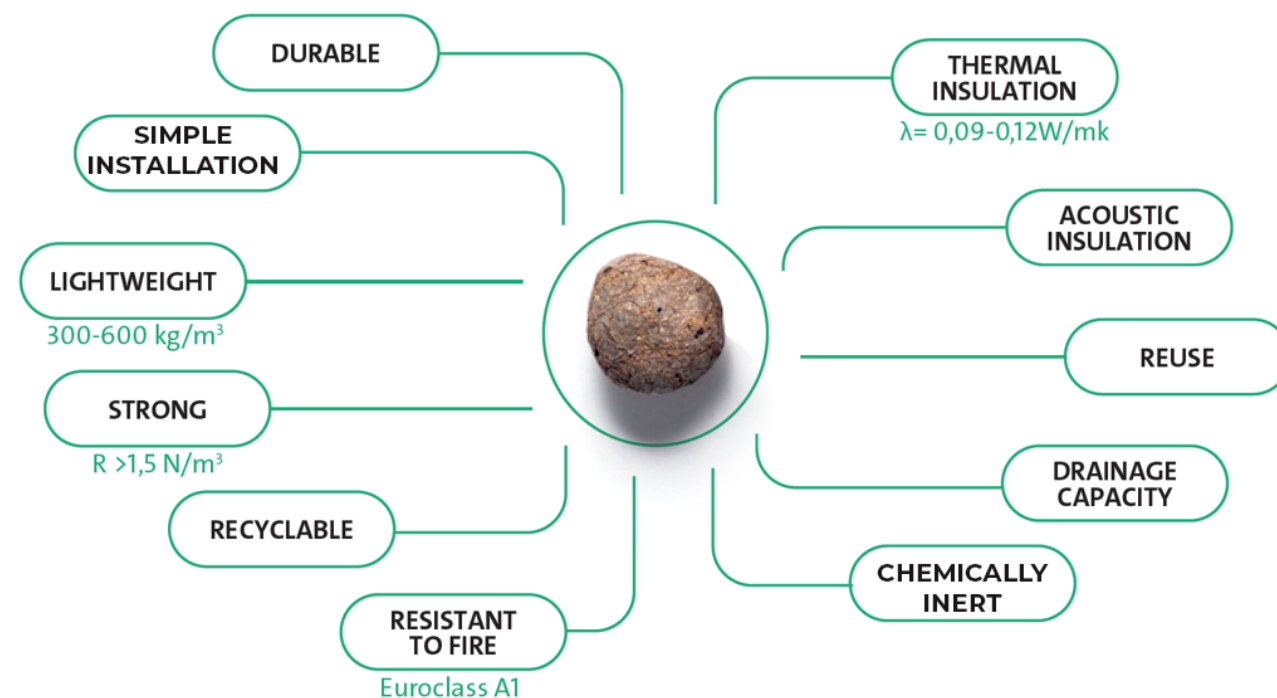 DURABLE
SIMPLE
INSTALLATION
LIGHTWEIGHT
300-600 kg/m³
STRONG
R >1,5 N/m³
RECYCLABLE
RESISTANT
TO FIRE
Euroclass A1
THERMAL
INSULATION
λ= 0,09-0,12W/mk
ACOUSTIC
INSULATION
REUSE
DRAINAGE
CAPACITY
CHEMICALLY
INERT